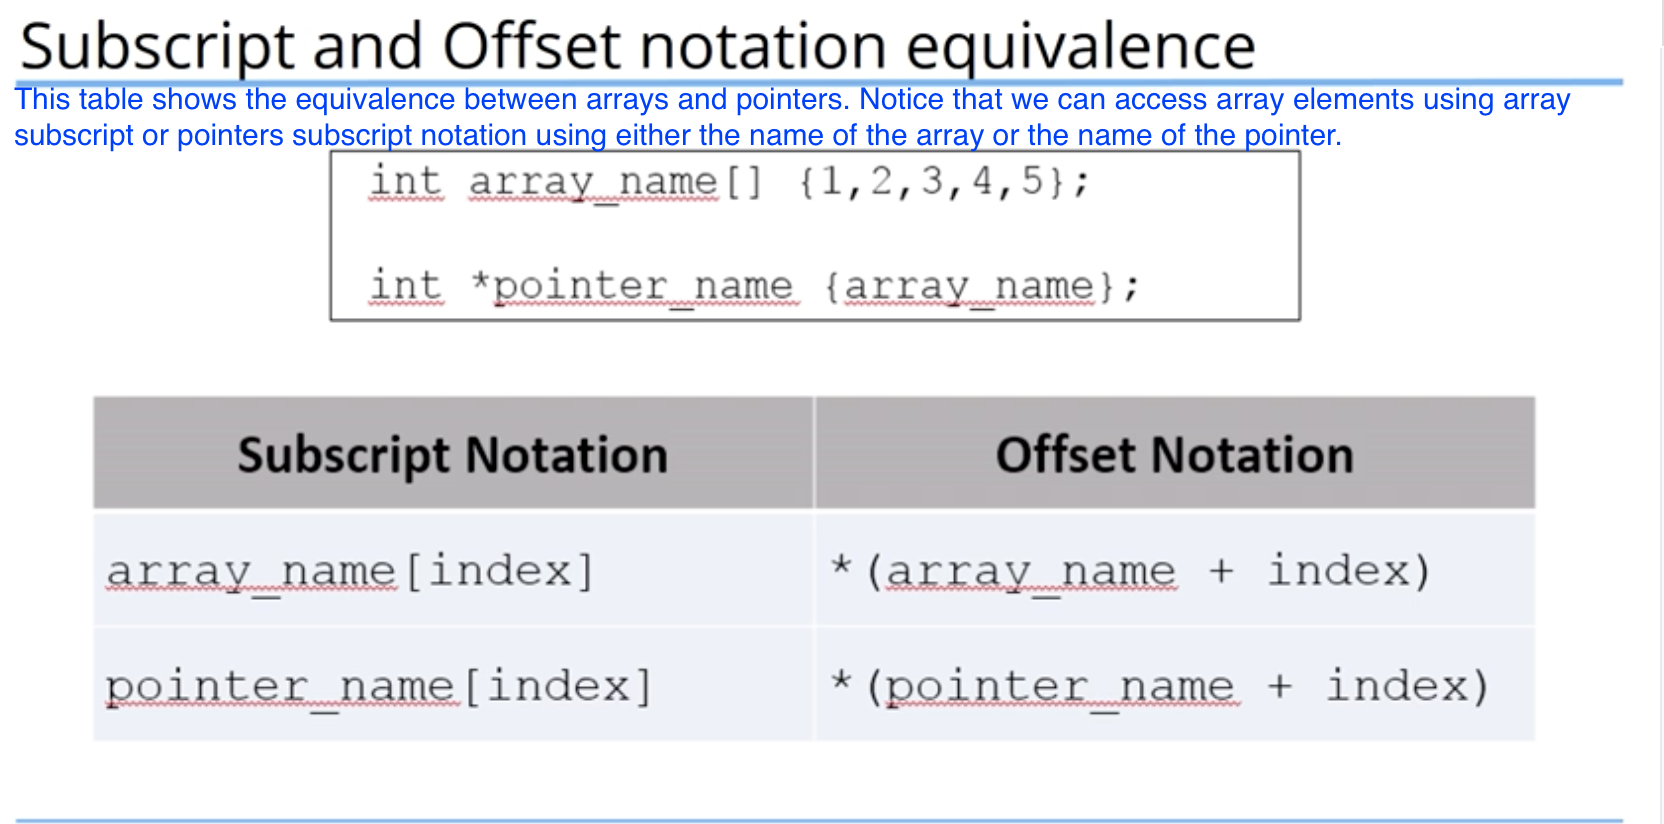 Subscript and Offset notation equivalence
This table shows the equivalence between arrays and pointers. Notice that we can access array elements using array
subscript or pointers subscript notation using either the name of the array or the name of the pointer.
int array_name[] {1,2,3,4,5};
int *pointer_name {array_name};
Subscript Notation
Offset Notation
array_name[index]
*(array_name + index)
pointer_name[index]
*(pointer_name + index)